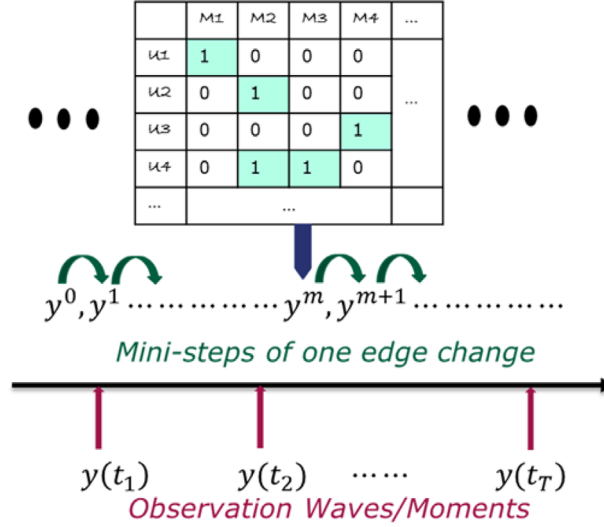 M1 M2 M3 M4 ...
U1 1 0 0 0
U2 0 1 0 0 ...
U3 0 0 0 1
U4 0 1 1 0
... ...
y⁰, y¹ ⋯⋯⋯⋯⋯ yᵐ, yᵐ⁺¹ ⋯⋯⋯⋯⋯
Mini-steps of one edge change
y(t₁) y(t₂) ⋯⋯ y(t_T)
Observation Waves/Moments